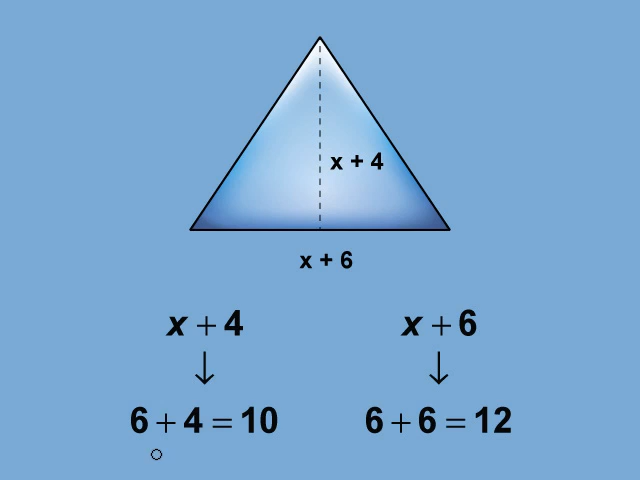 x + 4
x + 6
x + 4 x + 6
↓ ↓
6 + 4 = 10 6 + 6 = 12